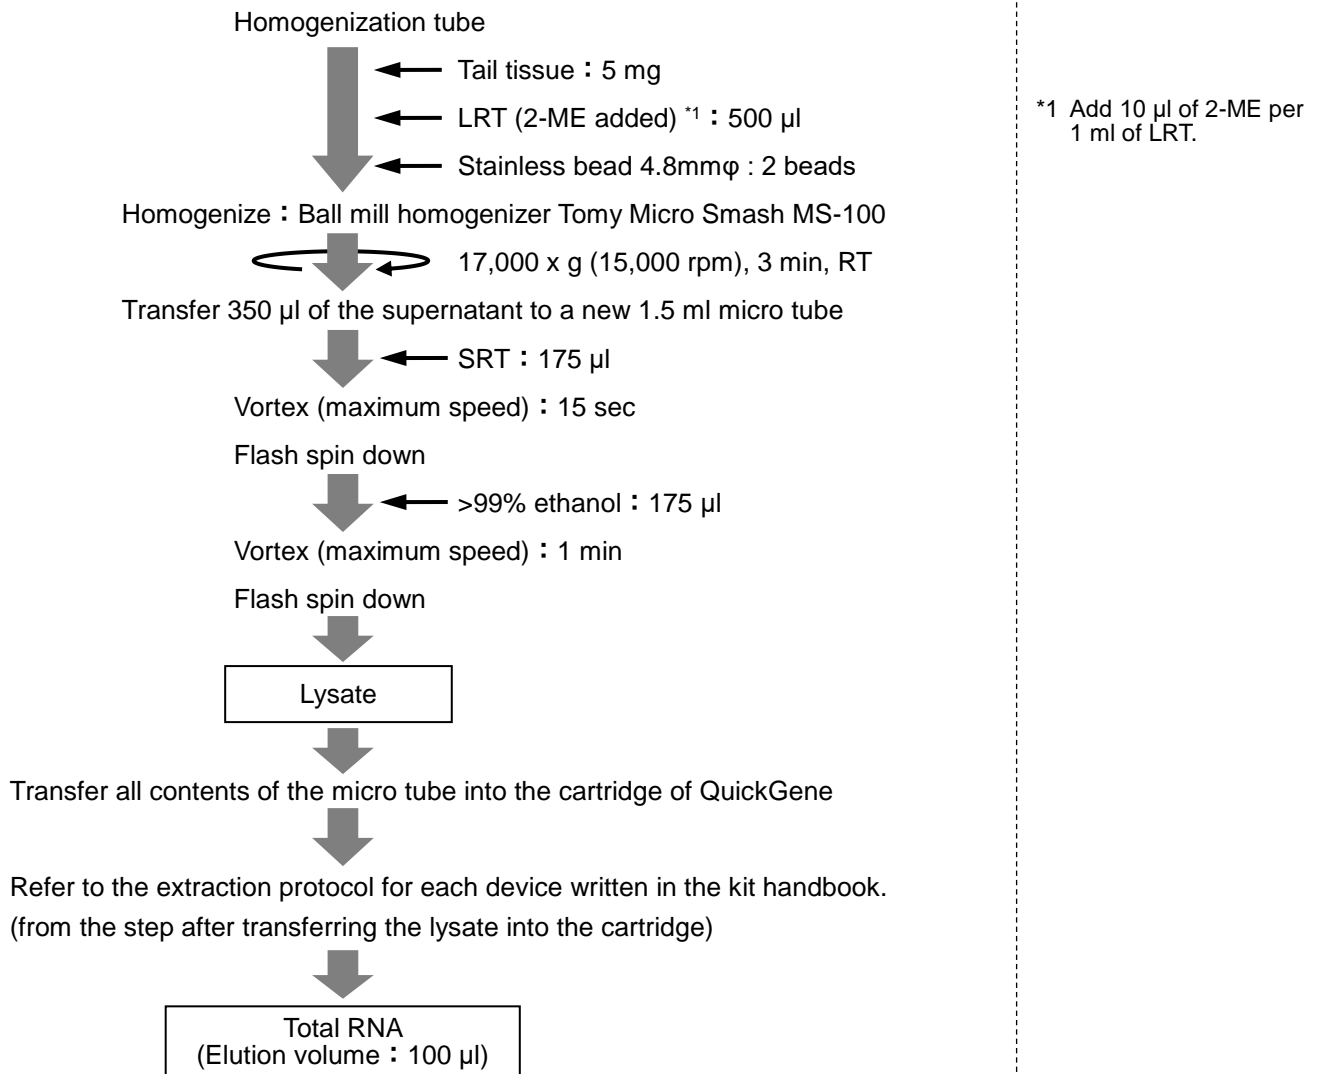 Homogenization tube
Tail tissue：5 mg
LRT (2-ME added) *1：500 µl
*1 Add 10 µl of 2-ME per
1 ml of LRT.
Stainless bead 4.8mmφ : 2 beads
Homogenize：Ball mill homogenizer Tomy Micro Smash MS-100
17,000 x g (15,000 rpm), 3 min, RT
Transfer 350 µl of the supernatant to a new 1.5 ml micro tube
SRT：175 µl
Vortex (maximum speed)：15 sec
Flash spin down
>99% ethanol：175 µl
Vortex (maximum speed)：1 min
Flash spin down
Lysate
Transfer all contents of the micro tube into the cartridge of QuickGene
Refer to the extraction protocol for each device written in the kit handbook.
(from the step after transferring the lysate into the cartridge)
Total RNA
(Elution volume：100 µl)